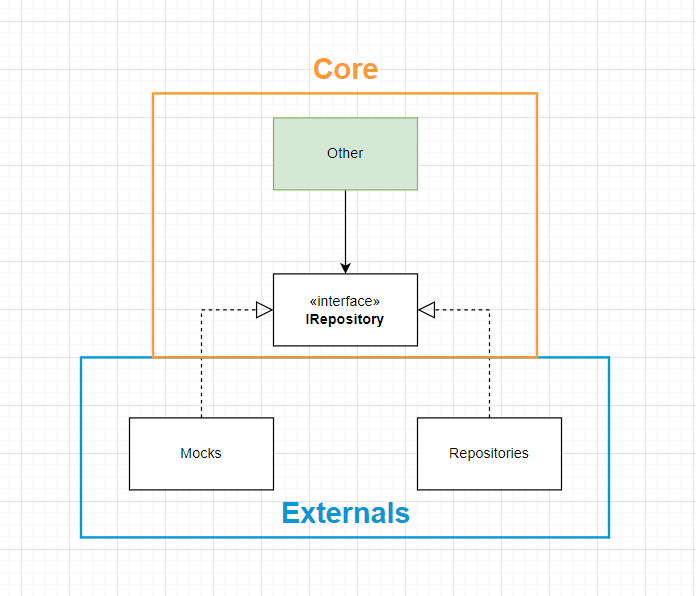 Core
Other
«interface»
IRepository
Mocks
Repositories
Externals